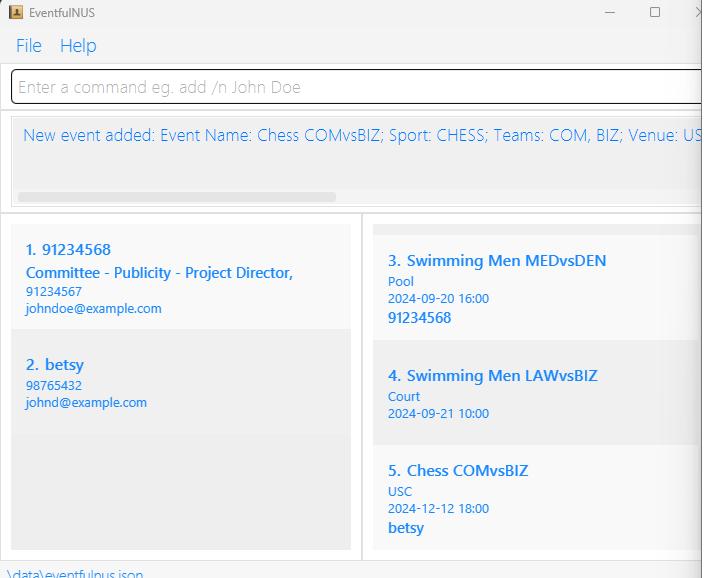 EventfulNUS
File Help
Enter a command eg. add /n John Doe
New event added: Event Name: Chess COMvsBIZ; Sport: CHESS; Teams: COM, BIZ; Venue: US
1. 91234568
Committee - Publicity - Project Director,
91234567
johndoe@example.com
2. betsy
98765432
johnd@example.com
3. Swimming Men MEDvsDEN
Pool
2024-09-20 16:00
91234568
4. Swimming Men LAWvsBIZ
Court
2024-09-21 10:00
5. Chess COMvsBIZ
USC
2024-12-12 18:00
betsy
.\data\eventfulnus.json